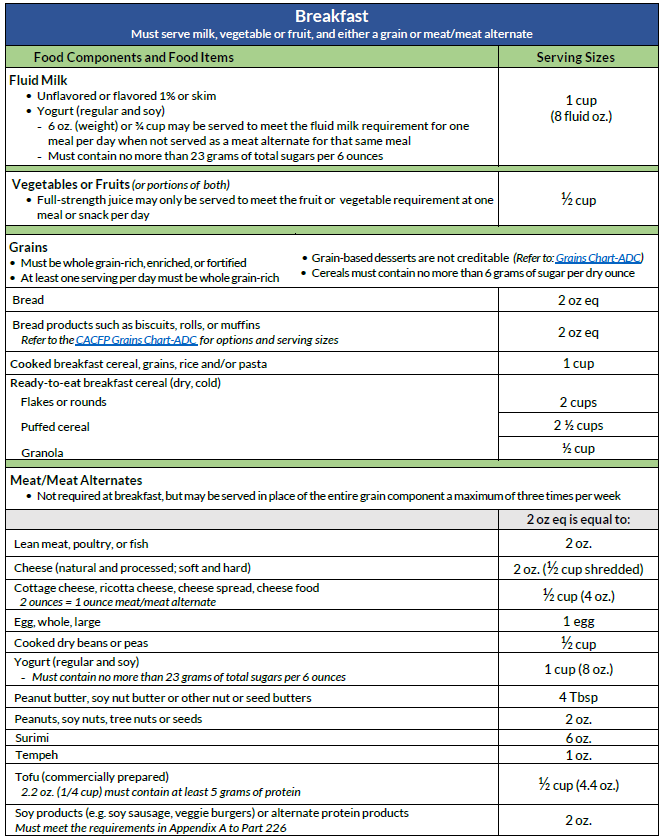 Breakfast
Must serve milk, vegetable or fruit, and either a grain or meat/meat alternate
Food Components and Food Items
Serving Sizes
Fluid Milk
• Unflavored or flavored 1% or skim
• Yogurt (regular and soy)
- 6 oz. (weight) or ¾ cup may be served to meet the fluid milk requirement for one
meal per day when not served as a meat alternate for that same meal
- Must contain no more than 23 grams of total sugars per 6 ounces
1 cup
(8 fluid oz.)
Vegetables or Fruits (or portions of both)
• Full-strength juice may only be served to meet the fruit or vegetable requirement at one
meal or snack per day
½ cup
Grains
• Must be whole grain-rich, enriched, or fortified
• At least one serving per day must be whole grain-rich
• Grain-based desserts are not creditable (Refer to: Grains Chart-ADC)
• Cereals must contain no more than 6 grams of sugar per dry ounce
Bread
2 oz eq
Bread products such as biscuits, rolls, or muffins
Refer to the CACFP Grains Chart-ADC for options and serving sizes
2 oz eq
Cooked breakfast cereal, grains, rice and/or pasta
1 cup
Ready-to-eat breakfast cereal (dry, cold)
Flakes or rounds
2 cups
Puffed cereal
2 ½ cups
Granola
½ cup
Meat/Meat Alternates
• Not required at breakfast, but may be served in place of the entire grain component a maximum of three times per week
2 oz eq is equal to:
Lean meat, poultry, or fish
2 oz.
Cheese (natural and processed; soft and hard)
2 oz. (½ cup shredded)
Cottage cheese, ricotta cheese, cheese spread, cheese food
2 ounces = 1 ounce meat/meat alternate
½ cup (4 oz.)
Egg, whole, large
1 egg
Cooked dry beans or peas
½ cup
Yogurt (regular and soy)
- Must contain no more than 23 grams of total sugars per 6 ounces
1 cup (8 oz.)
Peanut butter, soy nut butter or other nut or seed butters
4 Tbsp
Peanuts, soy nuts, tree nuts or seeds
2 oz.
Surimi
6 oz.
Tempeh
1 oz.
Tofu (commercially prepared)
2.2 oz. (1/4 cup) must contain at least 5 grams of protein
½ cup (4.4 oz.)
Soy products (e.g. soy sausage, veggie burgers) or alternate protein products
Must meet the requirements in Appendix A to Part 226
2 oz.